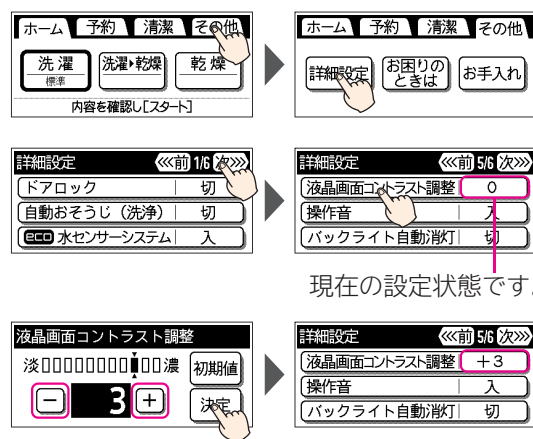 ホーム 予約 清潔 その他
洗濯 標準 洗濯▸乾燥 乾燥
内容を確認し[スタート]
ホーム 予約 清潔 その他
詳細設定 お困りの ときは お手入れ
詳細設定 <<<前 1/6 次>>>
ドアロック 切
自動おそうじ(洗浄) 切
eco 水センサーシステム 入
詳細設定 <<<前 5/6 次>>>
液晶画面コントラスト調整 0
操作音 入
バックライト自動消灯 切
現在の設定状態です。
液晶画面コントラスト調整
淡 濃 初期値
− 3 + 決定
詳細設定 <<<前 5/6 次>>>
液晶画面コントラスト調整 +3
操作音 入
バックライト自動消灯 切